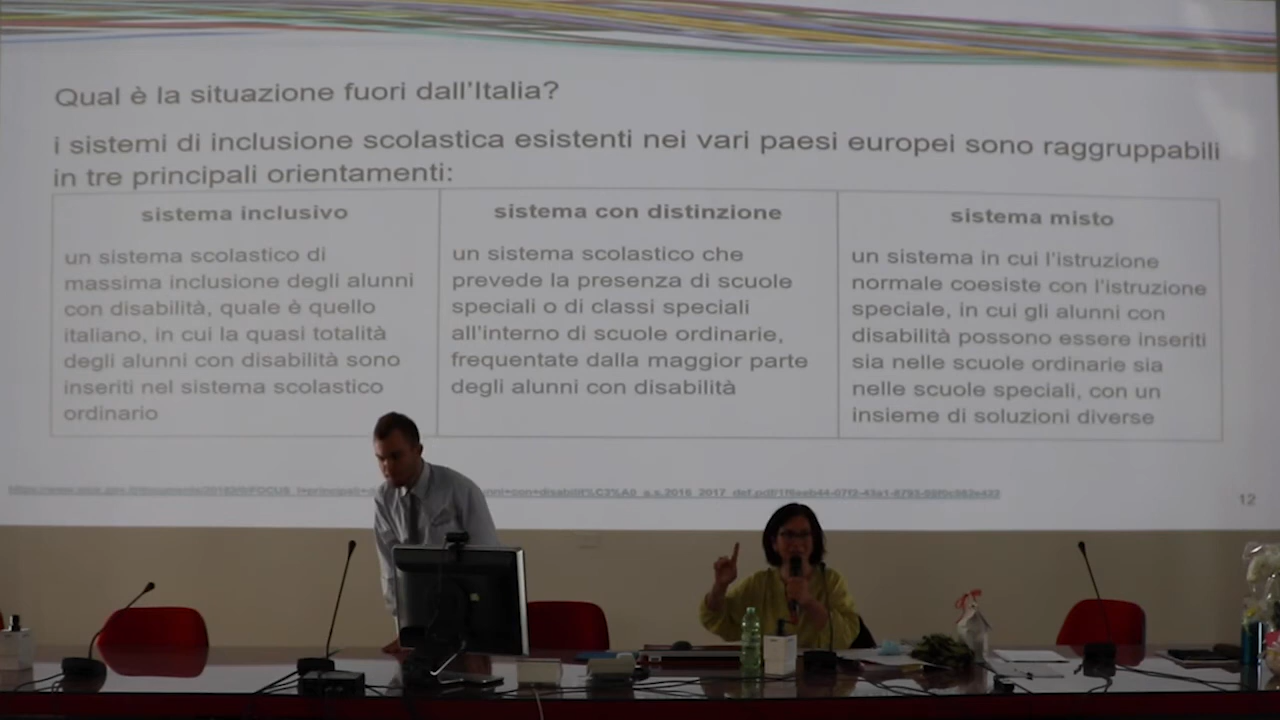 Qual è la situazione fuori dall'Italia?
i sistemi di inclusione scolastica esistenti nei vari paesi europei sono raggruppabili
in tre principali orientamenti:
sistema inclusivo
un sistema scolastico di
massima inclusione degli alunni
con disabilità, quale è quello
italiano, in cui la quasi totalità
degli alunni con disabilità sono
inseriti nel sistema scolastico
ordinario
sistema con distinzione
un sistema scolastico che
prevede la presenza di scuole
speciali o di classi speciali
all'interno di scuole ordinarie,
frequentate dalla maggior parte
degli alunni con disabilità
sistema misto
un sistema in cui l'istruzione
normale coesiste con l'istruzione
speciale, in cui gli alunni con
disabilità possono essere inseriti
sia nelle scuole ordinarie sia
nelle scuole speciali, con un
insieme di soluzioni diverse
12